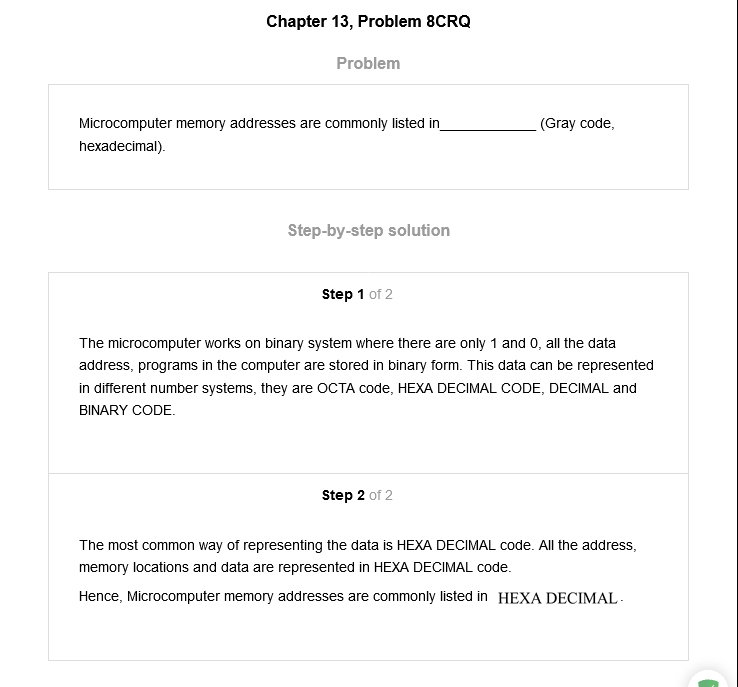 Chapter 13, Problem 8CRQ
Problem
Microcomputer memory addresses are commonly listed in____________ (Gray code,
hexadecimal).
Step-by-step solution
Step 1 of 2
The microcomputer works on binary system where there are only 1 and 0, all the data
address, programs in the computer are stored in binary form. This data can be represented
in different number systems, they are OCTA code, HEXA DECIMAL CODE, DECIMAL and
BINARY CODE.
Step 2 of 2
The most common way of representing the data is HEXA DECIMAL code. All the address,
memory locations and data are represented in HEXA DECIMAL code.
Hence, Microcomputer memory addresses are commonly listed in HEXA DECIMAL.